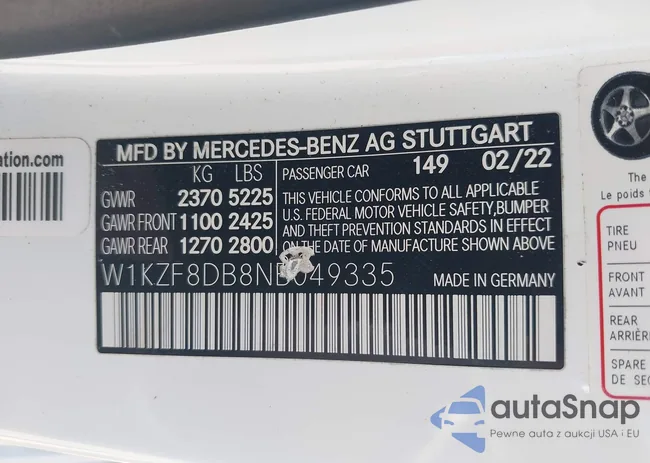 ation.com
MFD BY MERCEDES-BENZ AG STUTTGART
KG LBS PASSENGER CAR 149 02/22
GVWR 2370 5225
GAWR FRONT 1100 2425
GAWR REAR 1270 2800
THIS VEHICLE CONFORMS TO ALL APPLICABLE
U.S. FEDERAL MOTOR VEHICLE SAFETY, BUMPER
AND THEFT PREVENTION STANDARDS IN EFFECT
ON THE DATE OF MANUFACTURE SHOWN ABOVE
W1KZF8DB8NB049335 MADE IN GERMANY
The
Le poids
TIRE
PNEU
FRONT
AVANT
REAR
ARRIÈR
SPARE
DE SEC
autaSnap
Pewne auta z aukcji USA i EU